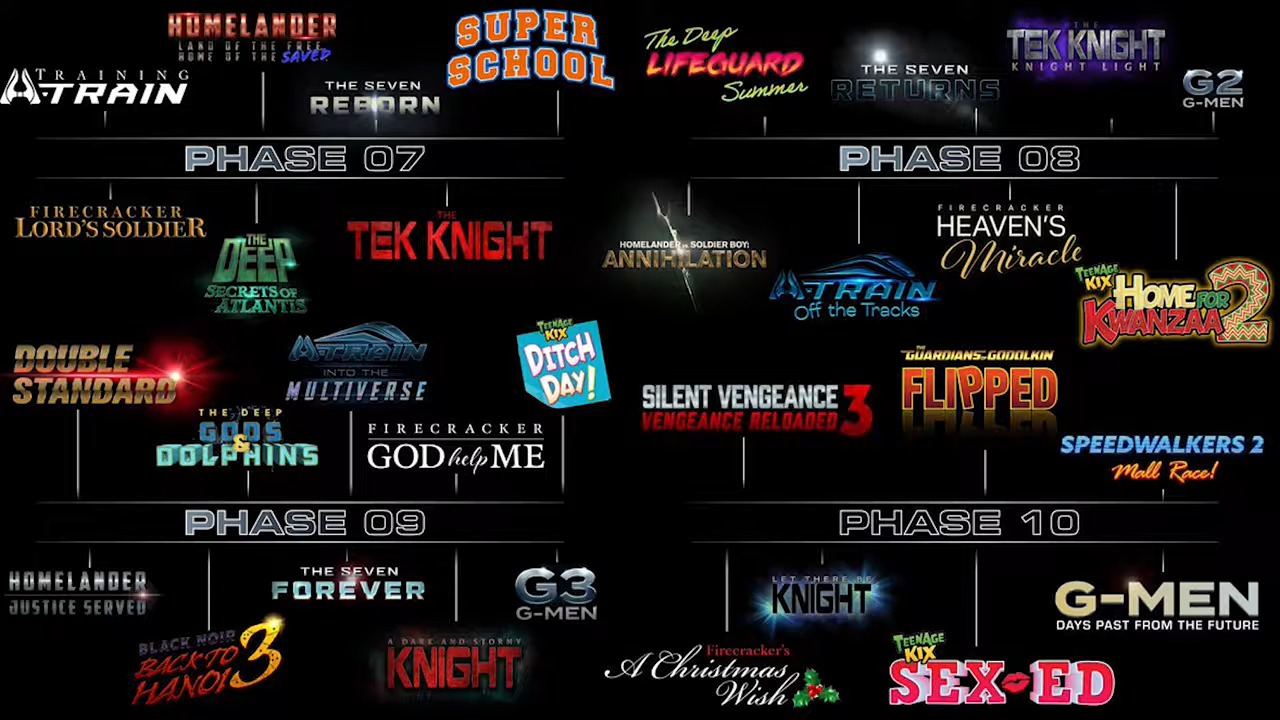 HOMELANDER
LAND OF THE FREE,
HOME OF THE SAVED
TRAINING
A-TRAIN
THE SEVEN
REBORN
SUPER
SCHOOL
PHASE 07
FIRECRACKER
LORD'S SOLDIER
THE
DEEP
SECRETS OF
ATLANTIS
THE
TEK KNIGHT
The Deep
LIFEGUARD
Summer
THE SEVEN
RETURNS
THE
TEK KNIGHT
KNIGHT LIGHT
G2
G-MEN
PHASE 08
HOMELANDER vs. SOLDIER BOY:
ANNIHILATION
A-TRAIN
Off the Tracks
FIRECRACKER
HEAVEN'S
Miracle
TEENAGE
KIX
HOME FOR
KWANZAA 2
DOUBLE
STANDARD
THE DEEP
GODS
&
DOLPHINS
A-TRAIN
INTO THE
MULTIVERSE
FIRECRACKER
GOD help ME
TEENAGE
KIX
DITCH
DAY!
PHASE 09
HOMELANDER
JUSTICE SERVED
BLACK NOIR
BACK TO
HANOI 3
THE SEVEN
FOREVER
A DARK AND STORMY
KNIGHT
G3
G-MEN
SILENT VENGEANCE
VENGEANCE RELOADED 3
THE
GUARDIANS OF GODOLKIN
FLIPPED
SPEEDWALKERS 2
Mall Race!
PHASE 10
Firecracker's
A Christmas
Wish
LET THERE BE
KNIGHT
TEENAGE
KIX
SEX ED
G-MEN
DAYS PAST FROM THE FUTURE